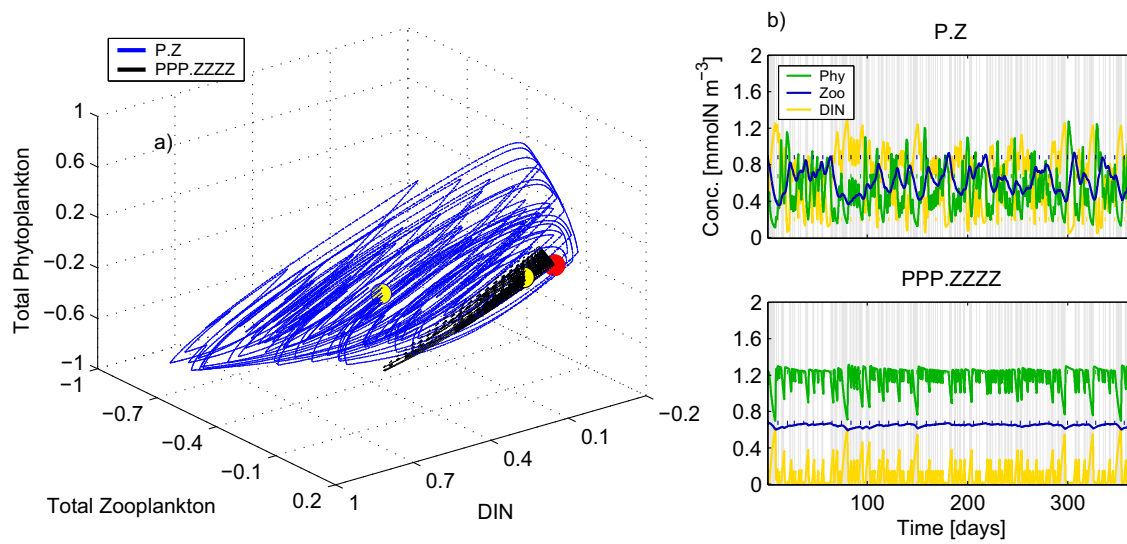 P.Z
PPP.ZZZZ
a)
1
0.6
0.2
−0.2
−0.6
−1
Total Phytoplankton
−1
−0.7
−0.4
−0.1
0.2
Total Zooplankton
1
0.7
0.4
0.1
−0.2
DIN
b)
P.Z
2
1.6
1.2
0.8
0.4
0
Conc. [mmolN m⁻³]
Phy
Zoo
DIN
PPP.ZZZZ
2
1.6
1.2
0.8
0.4
0
100
200
300
Time [days]